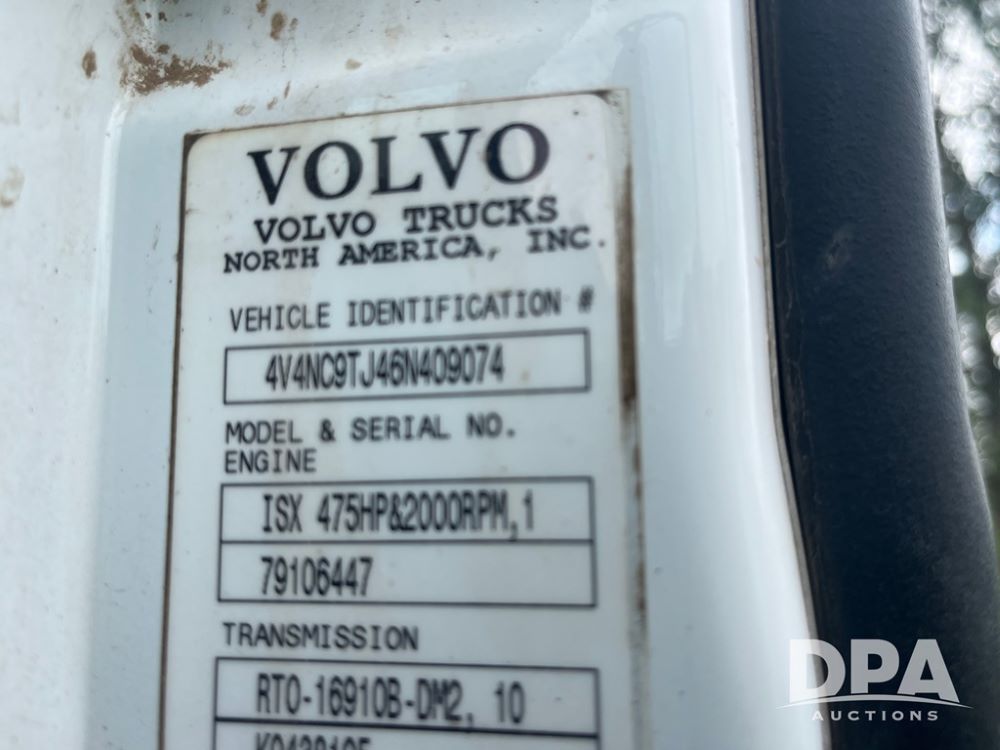 VOLVO
VOLVO TRUCKS
NORTH AMERICA, INC.
VEHICLE IDENTIFICATION #
4V4NC9TJ46N409074
MODEL & SERIAL NO.
ENGINE
ISX 475HP&2000RPM,1
79106447
TRANSMISSION
RTO-16910B-DM2, 10
DPA
AUCTIONS